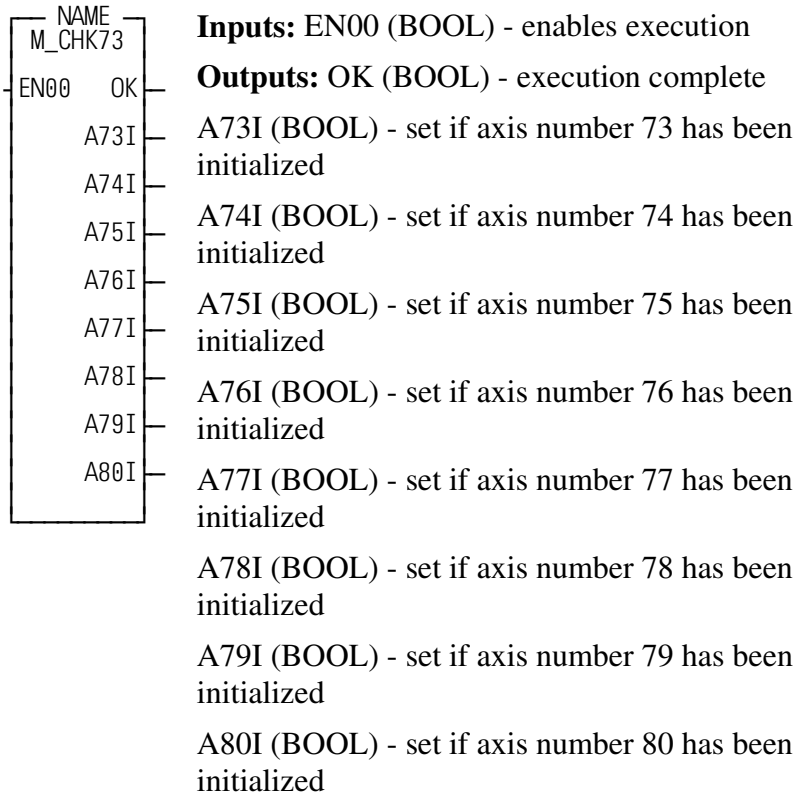 NAME
M_CHK73
EN00 OK
A73I
A74I
A75I
A76I
A77I
A78I
A79I
A80I
Inputs: EN00 (BOOL) - enables execution
Outputs: OK (BOOL) - execution complete
A73I (BOOL) - set if axis number 73 has been
initialized
A74I (BOOL) - set if axis number 74 has been
initialized
A75I (BOOL) - set if axis number 75 has been
initialized
A76I (BOOL) - set if axis number 76 has been
initialized
A77I (BOOL) - set if axis number 77 has been
initialized
A78I (BOOL) - set if axis number 78 has been
initialized
A79I (BOOL) - set if axis number 79 has been
initialized
A80I (BOOL) - set if axis number 80 has been
initialized